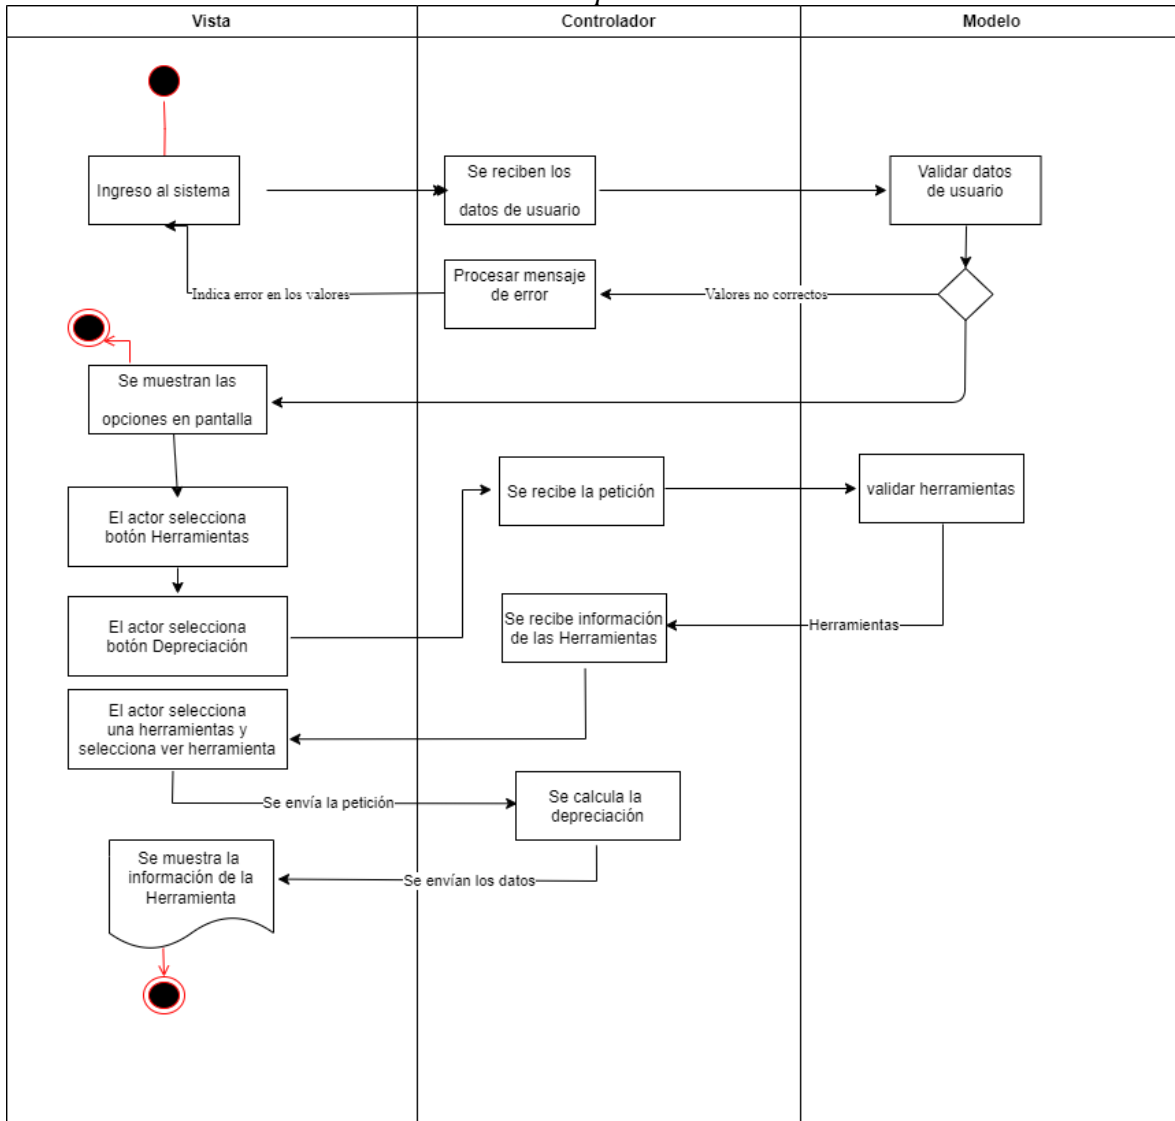 Vista
Controlador
Modelo
Ingreso al sistema
Se reciben los
datos de usuario
Validar datos
de usuario
Procesar mensaje
de error
Indica error en los valores
Valores no correctos
Se muestran las
opciones en pantalla
El actor selecciona
botón Herramientas
Se recibe la petición
validar herramientas
El actor selecciona
botón Depreciación
Se recibe información
de las Herramientas
Herramientas
El actor selecciona
una herramientas y
selecciona ver herramienta
Se envía la petición
Se calcula la
depreciación
Se muestra la
información de la
Herramienta
Se envían los datos